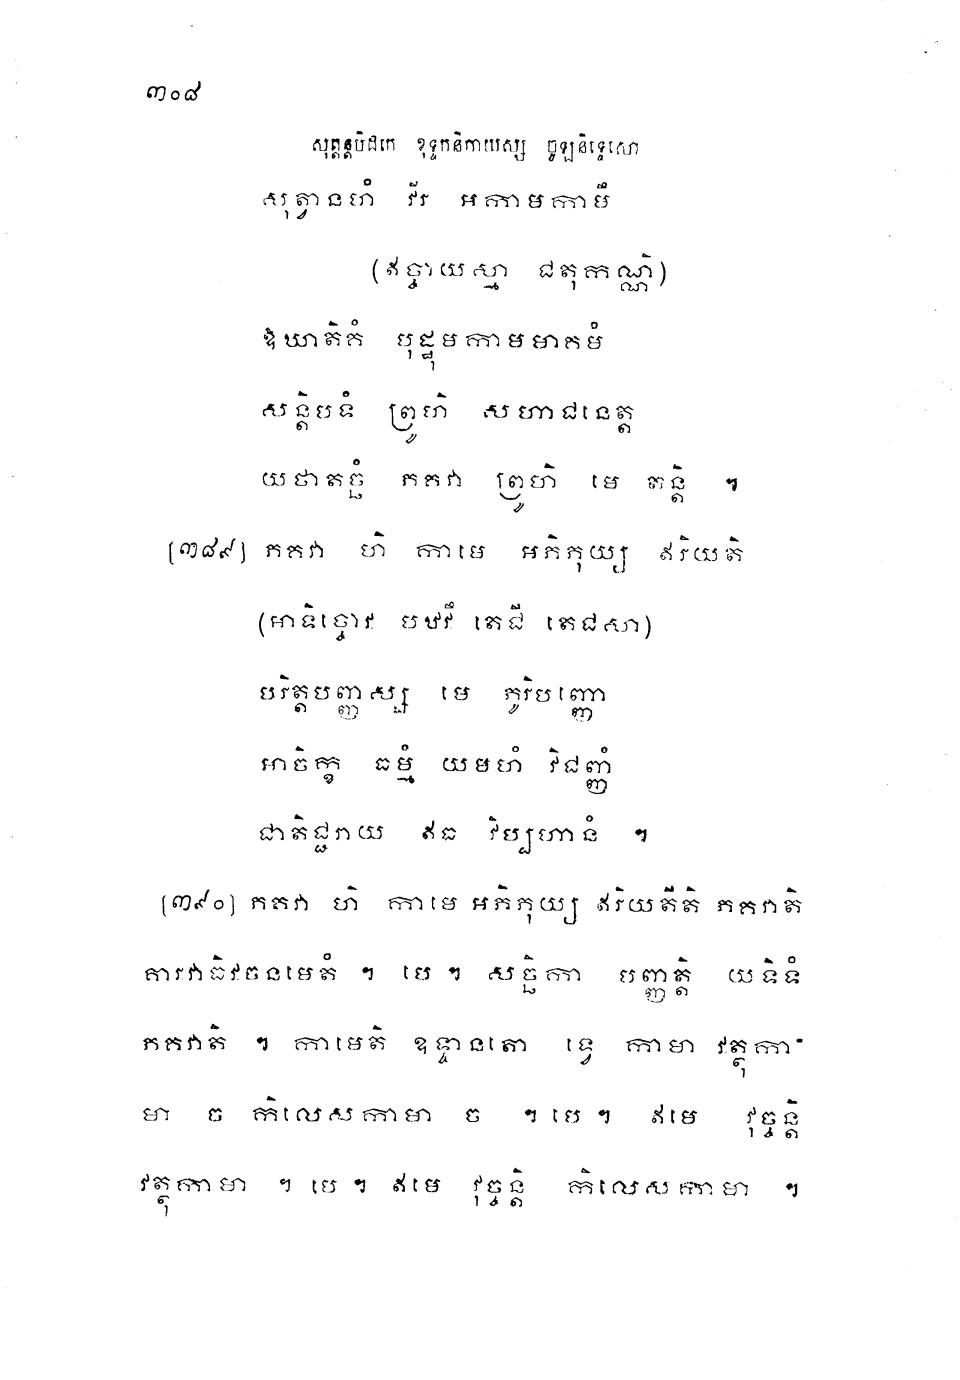 ៣០៨
សុត្តន្តបិដកេ ខុទ្ទកនិកាយស្ស ចូឡនិទ្ទេសោ
សុត្វានហំ វីរ អកាមកាមឹ
(ឥច្ចាយស្មា ជតុកណ្ណិ)
ឱឃាតិគំ បុដ្ឋុមកាមមាគមំ
សន្តិបទំ ព្រូហិ សហាជនេត្ត
យថាតច្ឆំ ភគវា ព្រូហិ មេ តន្តិ ។
[៣៨៩] ភគវា ហិ កាមេ អភិភុយ្យ ឥរិយតិ
(អាទិច្ចោវ បឋវឹ តេជី តេជសា)
បរិត្តបញ្ញស្ស មេ ភូរិបញ្ញោ
អាចិក្ខ ធម្មំ យមហំ វិជញ្ញំ
ជាតិជ្ជរាយ ឥធ វិប្បហានំ ។
[៣៩០] ភគវា ហិ កាមេ អភិភុយ្យ ឥរិយតីតិ ភគវាតិ
គារវាធិវចនមេតំ ។ បេ ។ សច្ឆិកា បញ្ញត្តិ យទិទំ
ភគវាតិ ។ កាមេតិ ឧទ្ទានតោ ទ្វេ កាមា វត្ថុកា-
មា ច កិលេសកាមា ច ។ បេ ។ ឥមេ វុច្ចន្តិ
វត្ថុកាមា ។ បេ ។ ឥមេ វុច្ចន្តិ កិលេសកាមា ។